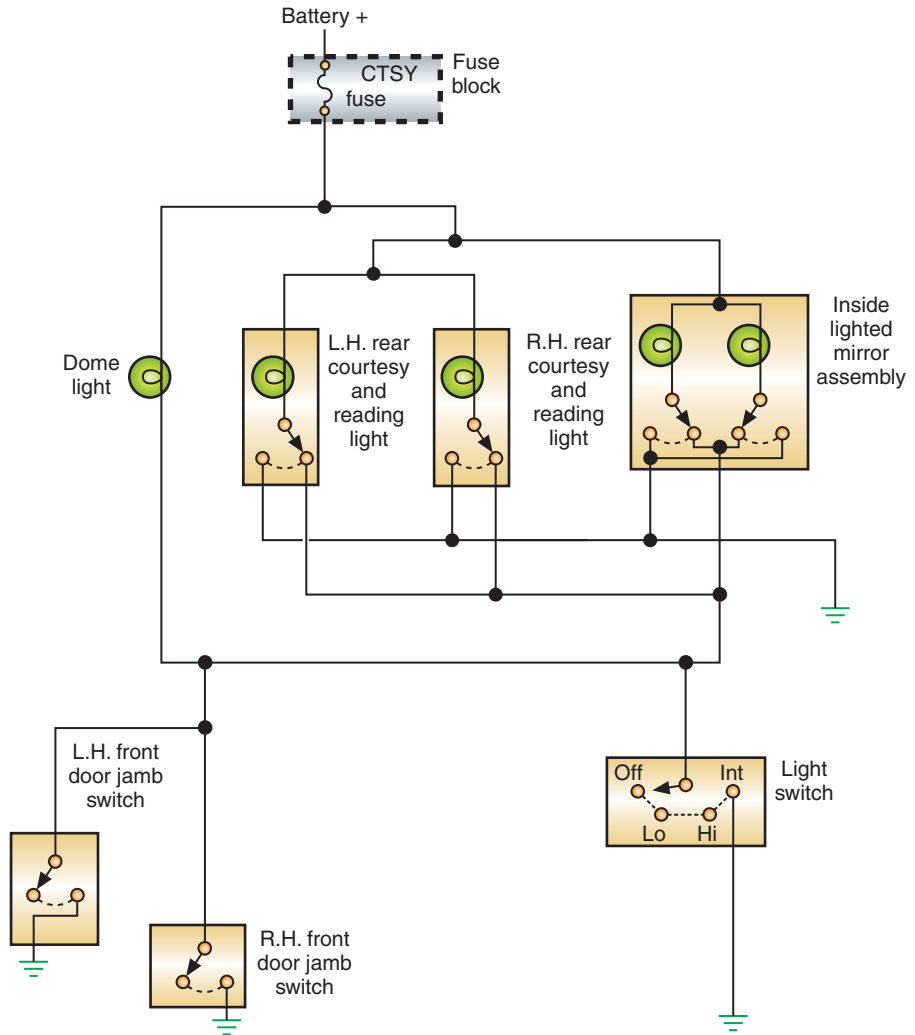 Battery +
CTSY
fuse
Fuse
block
Dome
light
L.H. rear
courtesy
and
reading
light
R.H. rear
courtesy
and
reading
light
Inside
lighted
mirror
assembly
L.H. front
door jamb
switch
R.H. front
door jamb
switch
Off
Int
Lo
Hi
Light
switch